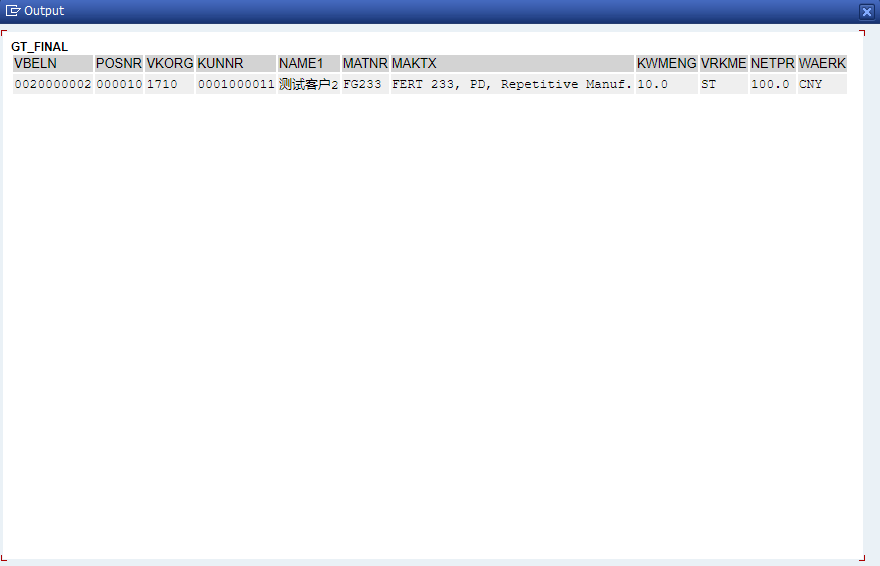 Output
GT_FINAL
VBELN POSNR VKORG KUNNR NAME1 MATNR MAKTX KWMENG VRKME NETPR WAERK
0020000002 000010 1710 0001000011 测试客户2 FG233 FERT 233, PD, Repetitive Manuf. 10.0 ST 100.0 CNY